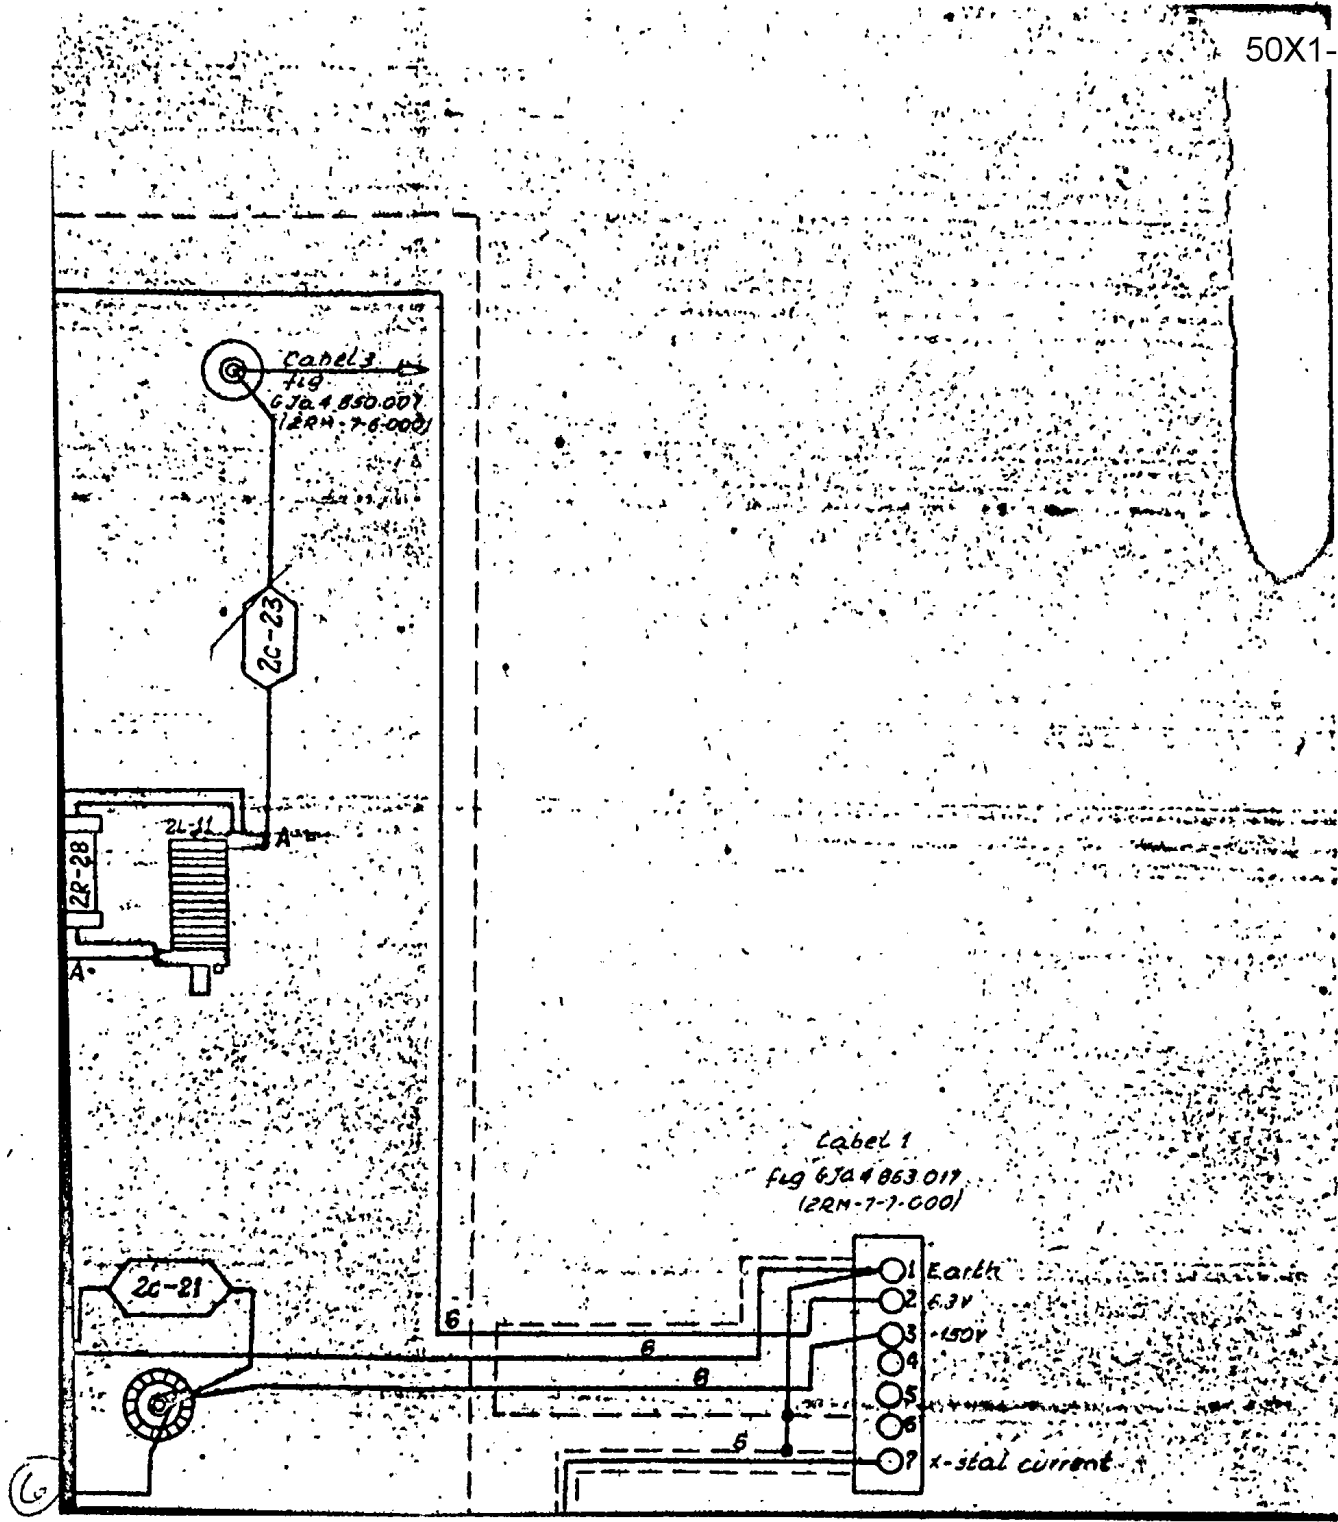 50X1-
Cabel 3
fig
6Ja.4.850.007
(2RM-7-6-000)
2C-23
2L-11
A
2R-28
A
Cabel 1
fig 6Ja 4 863.017
(2RM-7-7-000)
1 Earth
2C-21
2 6.3V
6
3 -150V
6
4
6
5
6
6
7 x-stal current
6